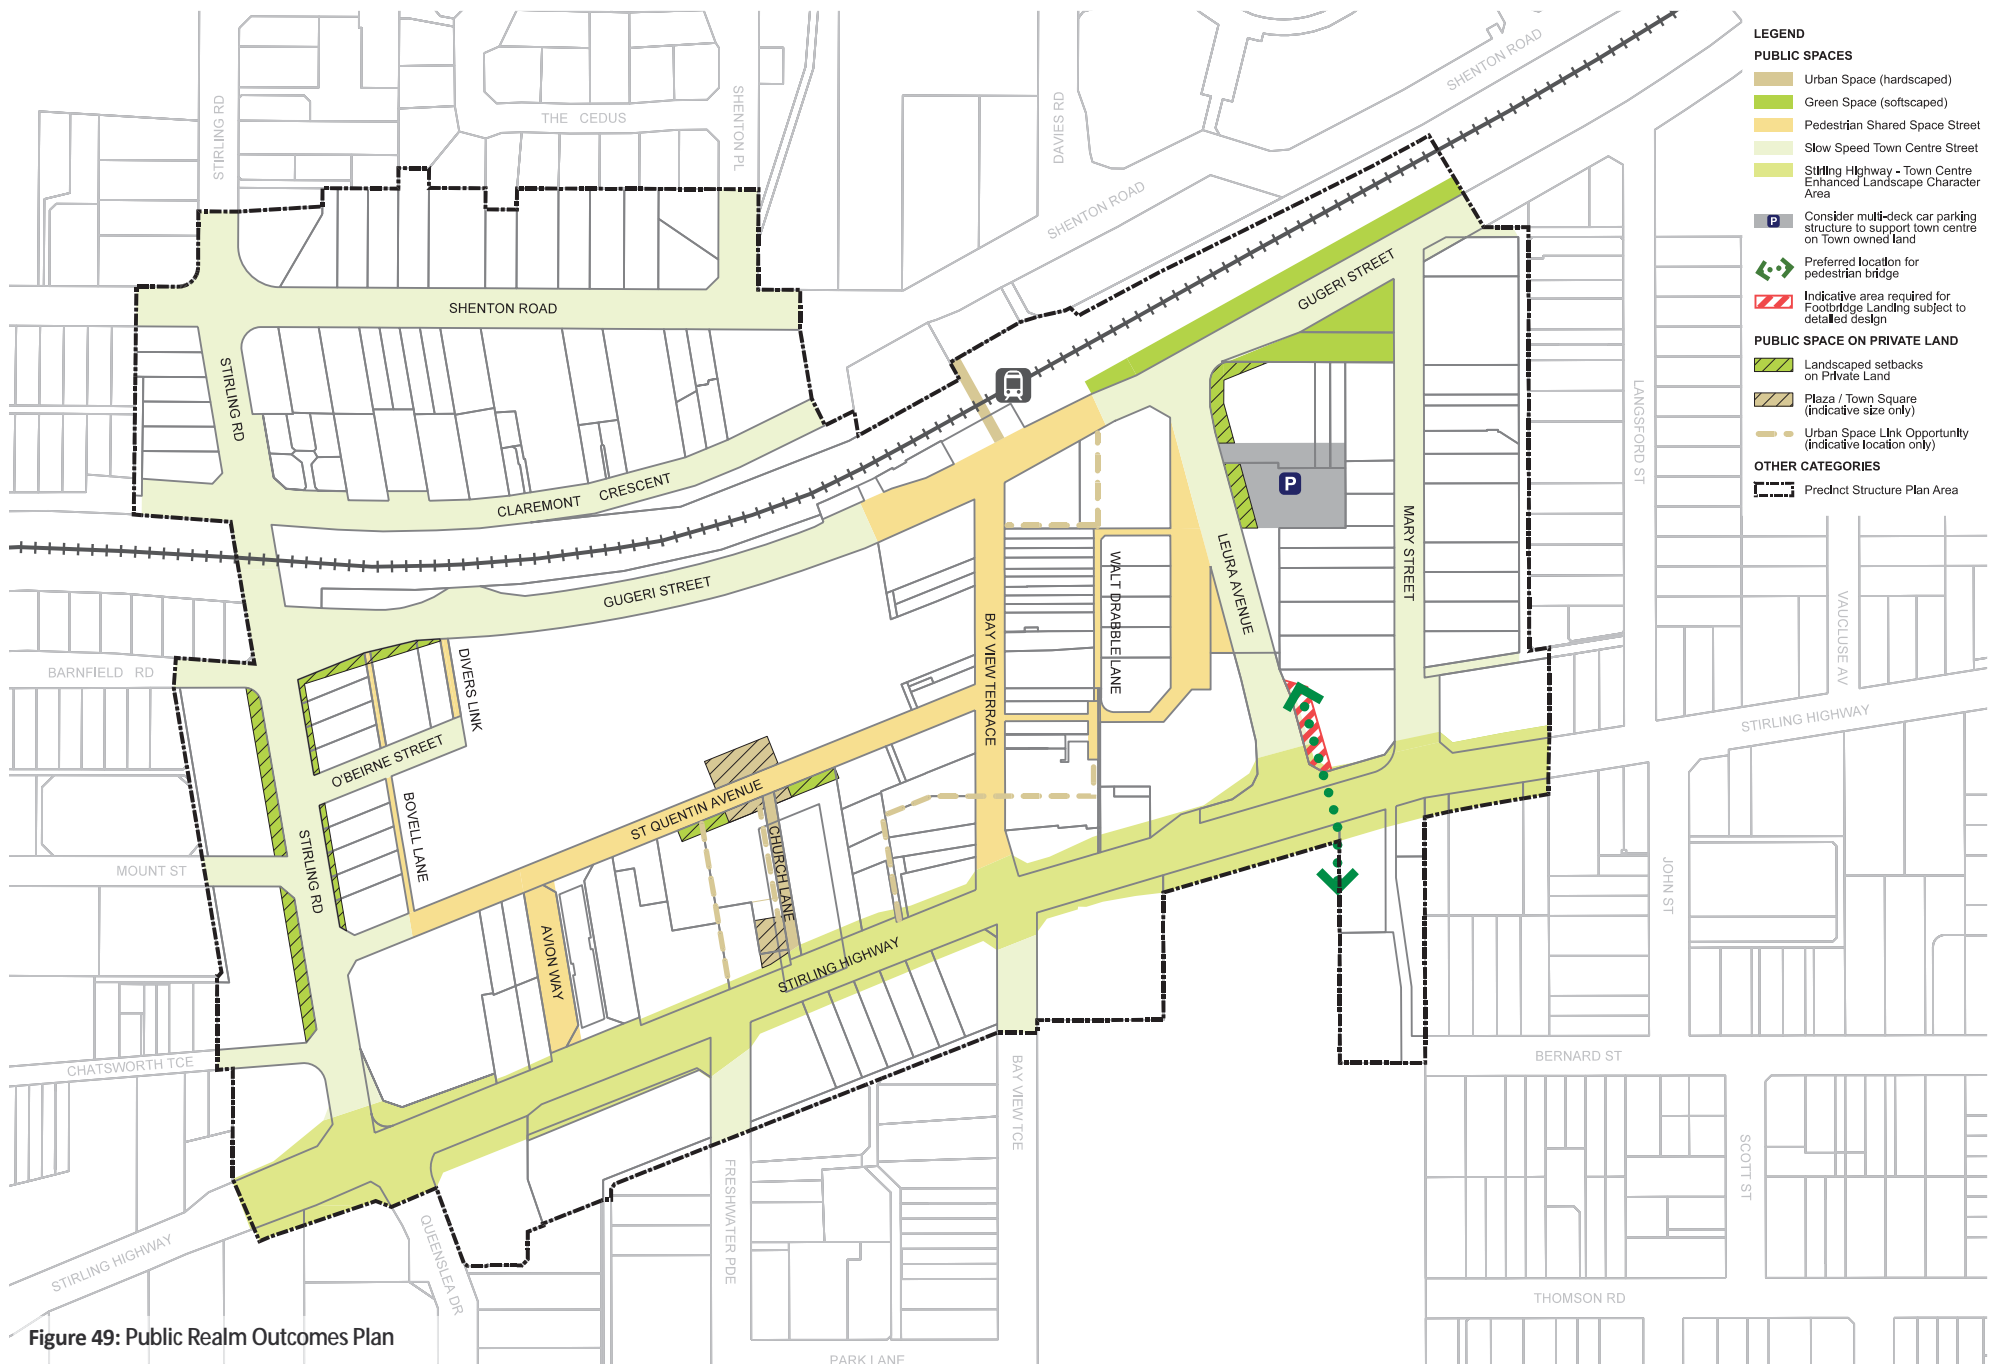 LEGEND
PUBLIC SPACES
Urban Space (hardscaped)
Green Space (softscaped)
Pedestrian Shared Space Street
Slow Speed Town Centre Street
Stirling Highway - Town Centre
Enhanced Landscape Character
Area
P
Consider multi-deck car parking
structure to support town centre
on Town owned land
Preferred location for
pedestrian bridge
Indicative area required for
Footbridge Landing subject to
detailed design
PUBLIC SPACE ON PRIVATE LAND
Landscaped setbacks
on Private Land
Plaza / Town Square
(indicative size only)
Urban Space Link Opportunity
(indicative location only)
OTHER CATEGORIES
Precinct Structure Plan Area
STIRLING RD
THE CEDUS
SHENTON PL
DAVIES RD
SHENTON ROAD
SHENTON ROAD
SHENTON ROAD
GUGERI STREET
STIRLING RD
CLAREMONT CRESCENT
LANGSFORD ST
P
MARY STREET
LEURA AVENUE
WALT DRABBLE LANE
GUGERI STREET
BAY VIEW TERRACE
VAUCLUSE AV
BARNFIELD RD
DIVERS LINK
O'BEIRNE STREET
STIRLING HIGHWAY
BOVELL LANE
ST QUENTIN AVENUE
CHURCH LANE
STIRLING RD
MOUNT ST
JOHN ST
AVION WAY
STIRLING HIGHWAY
CHATSWORTH TCE
BAY VIEW TCE
BERNARD ST
SCOTT ST
FRESHWATER PDE
QUEENSLEA DR
STIRLING HIGHWAY
THOMSON RD
PARK LANE
Figure 49: Public Realm Outcomes Plan